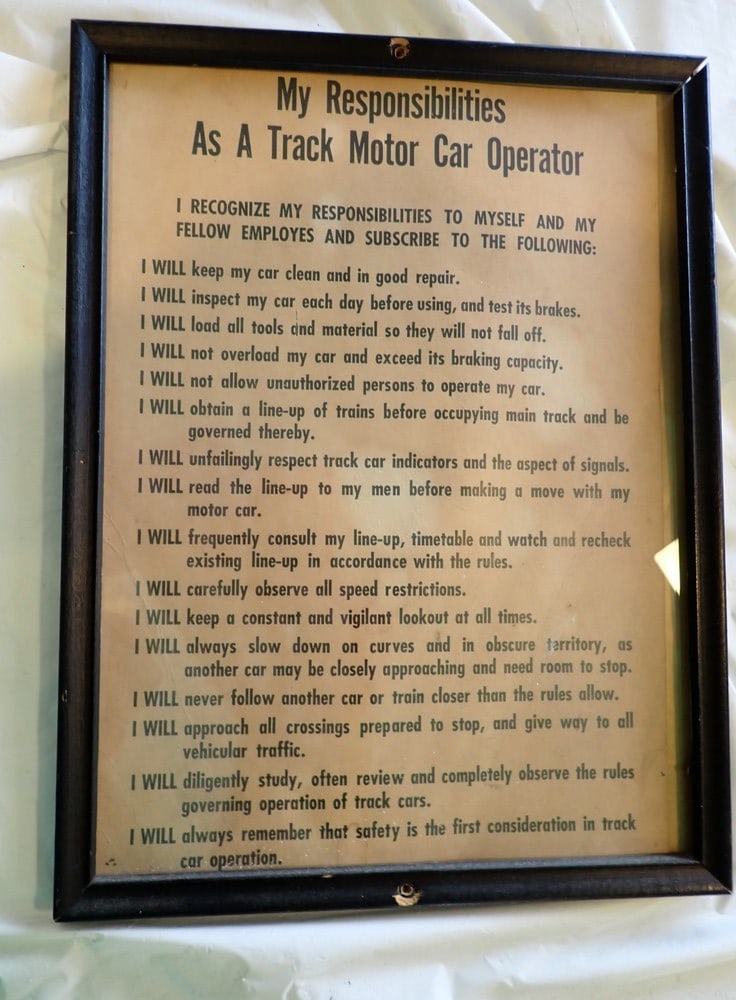 My Responsibilities
As A Track Motor Car Operator
I RECOGNIZE MY RESPONSIBILITIES TO MYSELF AND MY
FELLOW EMPLOYES AND SUBSCRIBE TO THE FOLLOWING:
I WILL keep my car clean and in good repair.
I WILL inspect my car each day before using, and test its brakes.
I WILL load all tools and material so they will not fall off.
I WILL not overload my car and exceed its braking capacity.
I WILL not allow unauthorized persons to operate my car.
I WILL obtain a line-up of trains before occupying main track and be
governed thereby.
I WILL unfailingly respect track car indicators and the aspect of signals.
I WILL read the line-up to my men before making a move with my
motor car.
I WILL frequently consult my line-up, timetable and watch and recheck
existing line-up in accordance with the rules.
I WILL carefully observe all speed restrictions.
I WILL keep a constant and vigilant lookout at all times.
I WILL always slow down on curves and in obscure territory, as
another car may be closely approaching and need room to stop.
I WILL never follow another car or train closer than the rules allow.
I WILL approach all crossings prepared to stop, and give way to all
vehicular traffic.
I WILL diligently study, often review and completely observe the rules
governing operation of track cars.
I WILL always remember that safety is the first consideration in track
car operation.